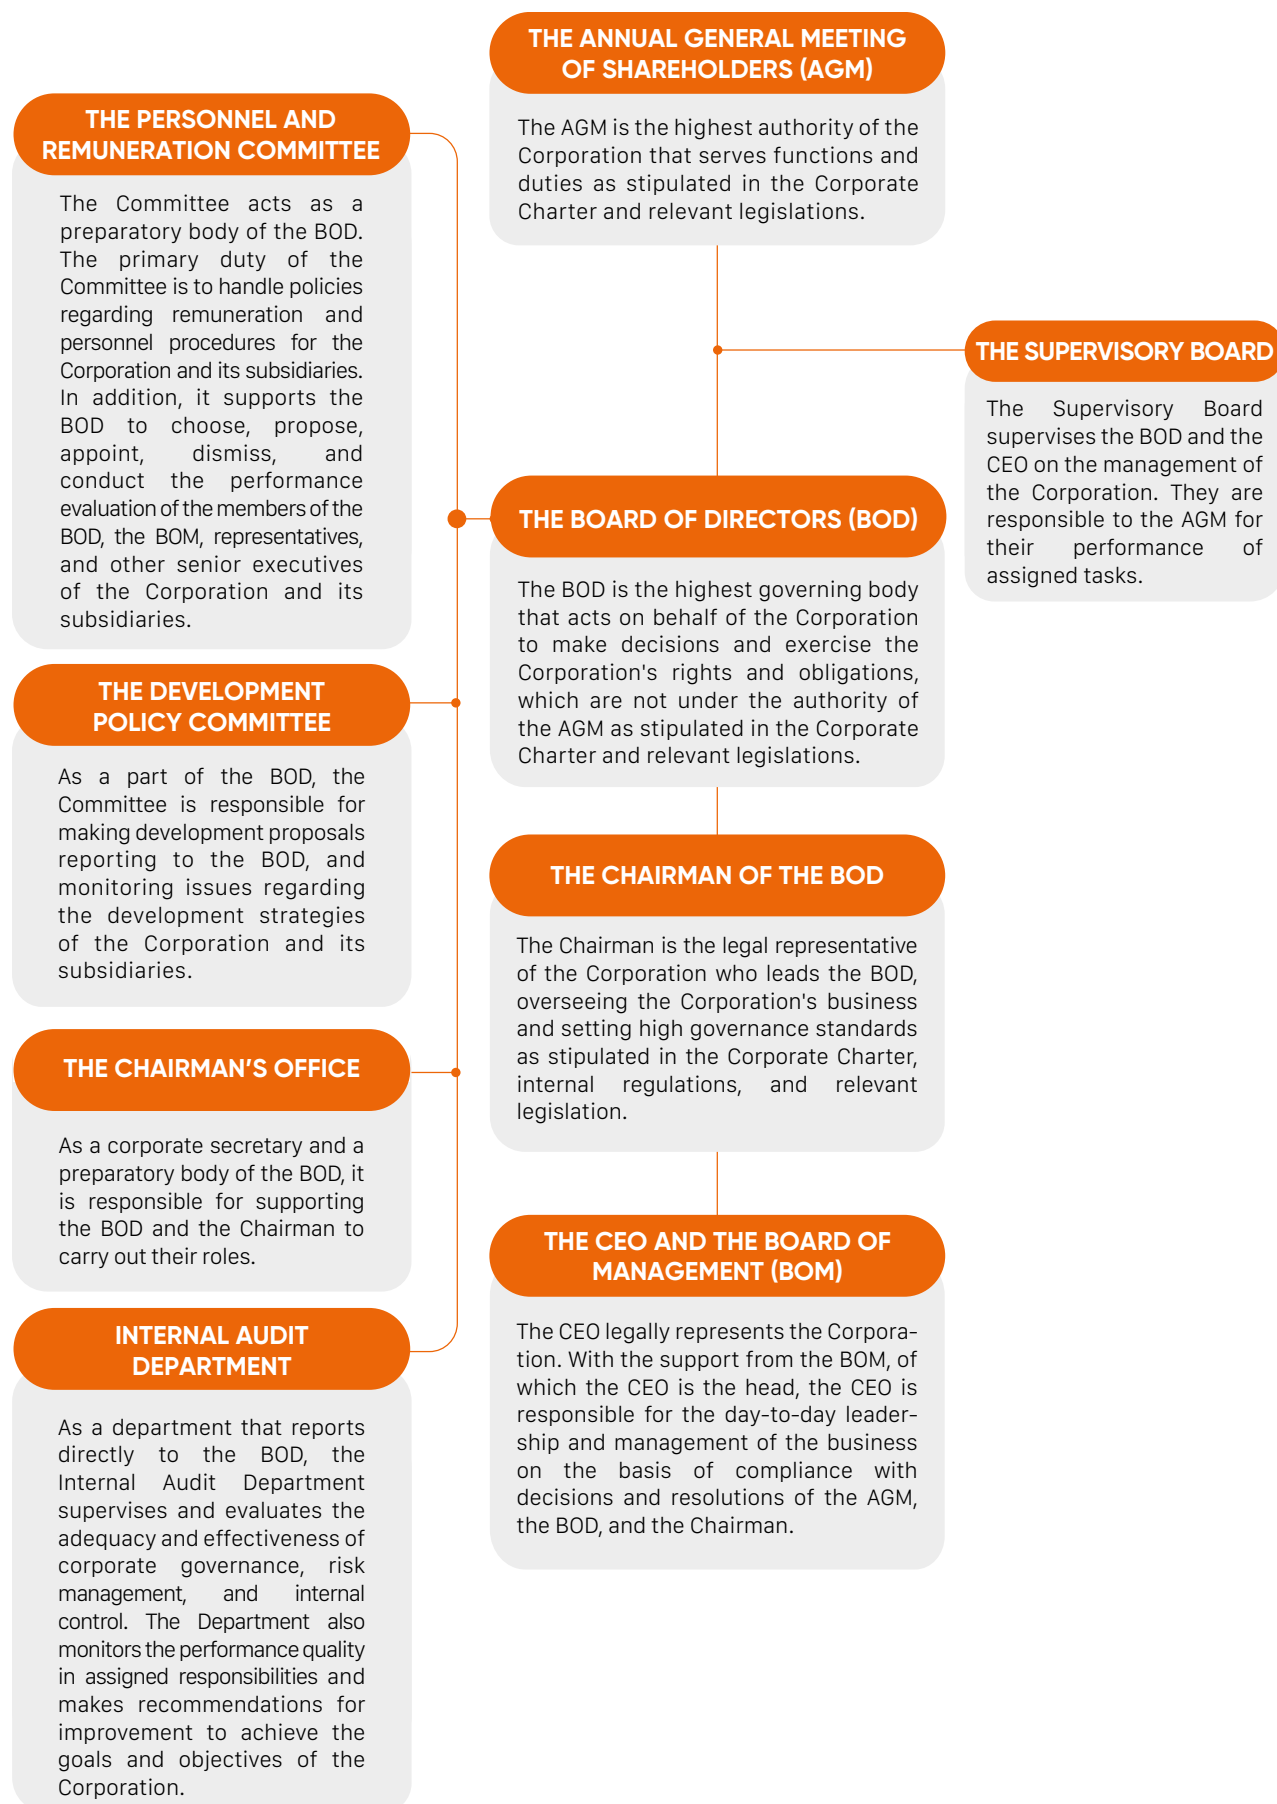 THE ANNUAL GENERAL MEETING
OF SHAREHOLDERS (AGM)
The AGM is the highest authority of the
Corporation that serves functions and
duties as stipulated in the Corporate
Charter and relevant legislations.
THE PERSONNEL AND
REMUNERATION COMMITTEE
The Committee acts as a
preparatory body of the BOD.
The primary duty of the
Committee is to handle policies
regarding remuneration and
personnel procedures for the
Corporation and its subsidiaries.
In addition, it supports the
BOD to choose, propose,
appoint, dismiss, and
conduct the performance
evaluation of the members of the
BOD, the BOM, representatives,
and other senior executives
of the Corporation and its
subsidiaries.
THE SUPERVISORY BOARD
The Supervisory Board
supervises the BOD and the
CEO on the management of
the Corporation. They are
responsible to the AGM for
their performance of
assigned tasks.
THE BOARD OF DIRECTORS (BOD)
The BOD is the highest governing body
that acts on behalf of the Corporation
to make decisions and exercise the
Corporation's rights and obligations,
which are not under the authority of
the AGM as stipulated in the Corporate
Charter and relevant legislations.
THE DEVELOPMENT
POLICY COMMITTEE
As a part of the BOD, the
Committee is responsible for
making development proposals
reporting to the BOD, and
monitoring issues regarding
the development strategies
of the Corporation and its
subsidiaries.
THE CHAIRMAN OF THE BOD
The Chairman is the legal representative
of the Corporation who leads the BOD,
overseeing the Corporation's business
and setting high governance standards
as stipulated in the Corporate Charter,
internal regulations, and relevant
legislation.
THE CHAIRMAN’S OFFICE
As a corporate secretary and a
preparatory body of the BOD, it
is responsible for supporting
the BOD and the Chairman to
carry out their roles.
THE CEO AND THE BOARD OF
MANAGEMENT (BOM)
The CEO legally represents the Corpora-
tion. With the support from the BOM, of
which the CEO is the head, the CEO is
responsible for the day-to-day leader-
ship and management of the business
on the basis of compliance with
decisions and resolutions of the AGM,
the BOD, and the Chairman.
INTERNAL AUDIT
DEPARTMENT
As a department that reports
directly to the BOD, the
Internal Audit Department
supervises and evaluates the
adequacy and effectiveness of
corporate governance, risk
management, and internal
control. The Department also
monitors the performance quality
in assigned responsibilities and
makes recommendations for
improvement to achieve the
goals and objectives of the
Corporation.